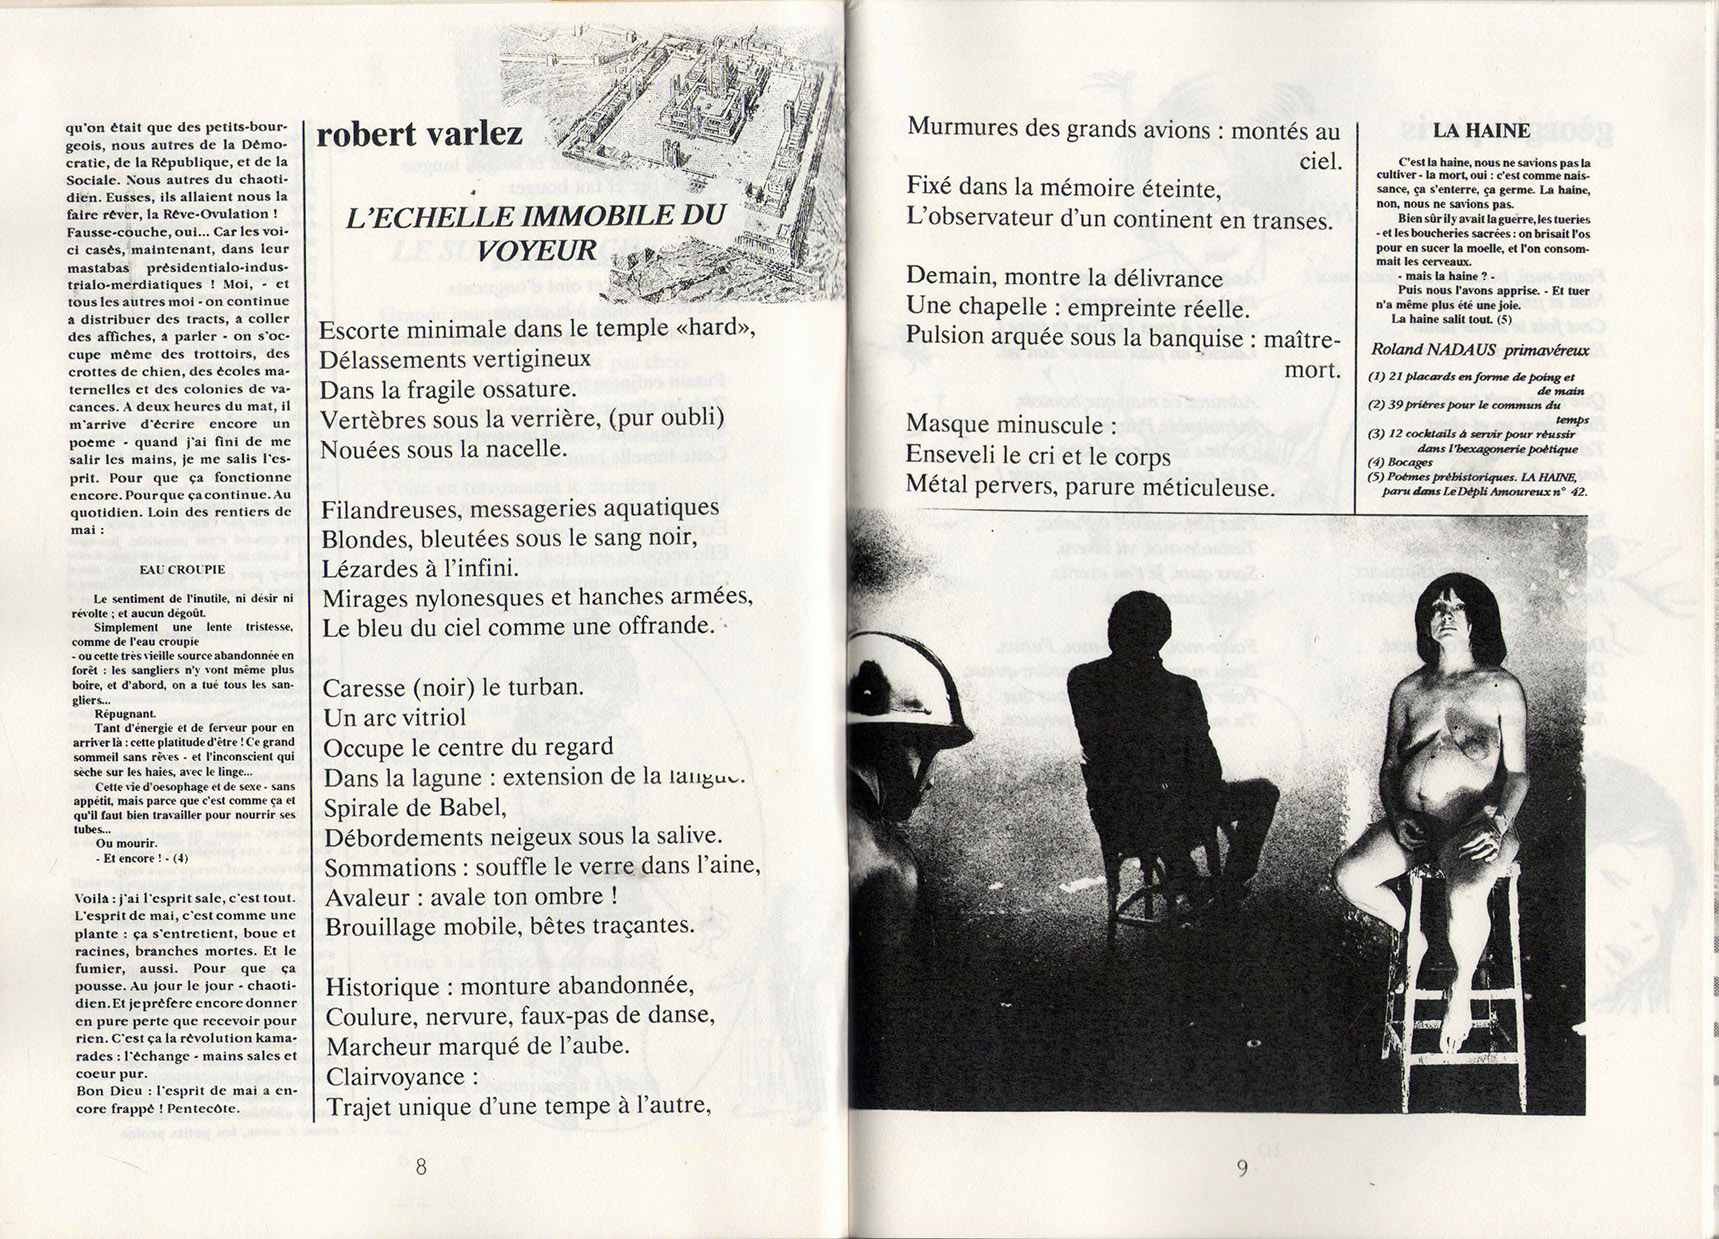 qu'on était que des petits-bour-
geois, nous autres de la Démo-
cratie, de la République, et de la
Sociale. Nous autres du chaoti-
dien. Eusses, ils allaient nous la
faire rêver, la Rêve-Ovulation !
Fausse-couche, oui... Car les voi-
ci casés, maintenant, dans leur
mastabas présidentialo-indus-
trialo-merdiatiques ! Moi, - et
tous les autres moi - on continue
a distribuer des tracts, à coller
des affiches, à parler - on s'oc-
cupe même des trottoirs, des
crottes de chien, des écoles ma-
ternelles et des colonies de va-
cances. A deux heures du mat, il
m'arrive d'écrire encore un
poème - quand j'ai fini de me
salir les mains, je me salis l'es-
prit. Pour que ça fonctionne
encore. Pour que ça continue. Au
quotidien. Loin des rentiers de
mai :
EAU CROUPIE
Le sentiment de l'inutile, ni désir ni
révolte ; et aucun dégoût.
Simplement une lente tristesse,
comme de l'eau croupie
- ou cette très vieille source abandonnée en
forêt : les sangliers n'y vont même plus
boire, et d'abord, on a tué tous les san-
gliers...
Répugnant.
Tant d'énergie et de ferveur pour en
arriver là : cette platitude d'être ! Ce grand
sommeil sans rêves - et l'inconscient qui
sèche sur les haies, avec le linge...
Cette vie d'oesophage et de sexe - sans
appétit, mais parce que c'est comme ça et
qu'il faut bien travailler pour nourrir ses
tubes...
Ou mourir.
- Et encore ! - (4)
Voilà : j'ai l'esprit sale, c'est tout.
L'esprit de mai, c'est comme une
plante : ça s'entretient, boue et
racines, branches mortes. Et le
fumier, aussi. Pour que ça
pousse. Au jour le jour - chaoti-
dien. Et je préfère encore donner
en pure perte que recevoir pour
rien. C'est ça la révolution kama-
rades : l'échange - mains sales et
coeur pur.
Bon Dieu : l'esprit de mai a en-
core frappé ! Pentecôte.
robert varlez
L'ECHELLE IMMOBILE DU
VOYEUR
Escorte minimale dans le temple «hard»,
Délassements vertigineux
Dans la fragile ossature.
Vertèbres sous la verrière, (pur oubli)
Nouées sous la nacelle.
Filandreuses, messageries aquatiques
Blondes, bleutées sous le sang noir,
Lézardes à l'infini.
Mirages nylonesques et hanches armées,
Le bleu du ciel comme une offrande.
Caresse (noir) le turban.
Un arc vitriol
Occupe le centre du regard
Dans la lagune : extension de la langue.
Spirale de Babel,
Débordements neigeux sous la salive.
Sommations : souffle le verre dans l'aine,
Avaleur : avale ton ombre !
Brouillage mobile, bêtes traçantes.
Historique : monture abandonnée,
Coulure, nervure, faux-pas de danse,
Marcheur marqué de l'aube.
Clairvoyance :
Trajet unique d'une tempe à l'autre,
8
Murmures des grands avions : montés au
ciel.
Fixé dans la mémoire éteinte,
L'observateur d'un continent en transes.
Demain, montre la délivrance
Une chapelle : empreinte réelle.
Pulsion arquée sous la banquise : maître-
mort.
Masque minuscule :
Enseveli le cri et le corps
Métal pervers, parure méticuleuse.
LA HAINE
C'est la haine, nous ne savions pas la
cultiver - la mort, oui : c'est comme nais-
sance, ça s'enterre, ça germe. La haine,
non, nous ne savions pas.
Bien sûr il y avait la guerre, les tueries
- et les boucheries sacrées : on brisait l'os
pour en sucer la moelle, et l'on consom-
mait les cerveaux.
- mais la haine ? -
Puis nous l'avons apprise. - Et tuer
n'a même plus été une joie.
La haine salit tout. (5)
Roland NADAUS primavéreux
(1) 21 placards en forme de poing et
de main
(2) 39 prières pour le commun du
temps
(3) 12 cocktails à servir pour réussir
dans l'hexagonerie poétique
(4) Bocages
(5) Poèmes préhistoriques. LA HAINE,
paru dans Le Dépli Amoureux n° 42.
9